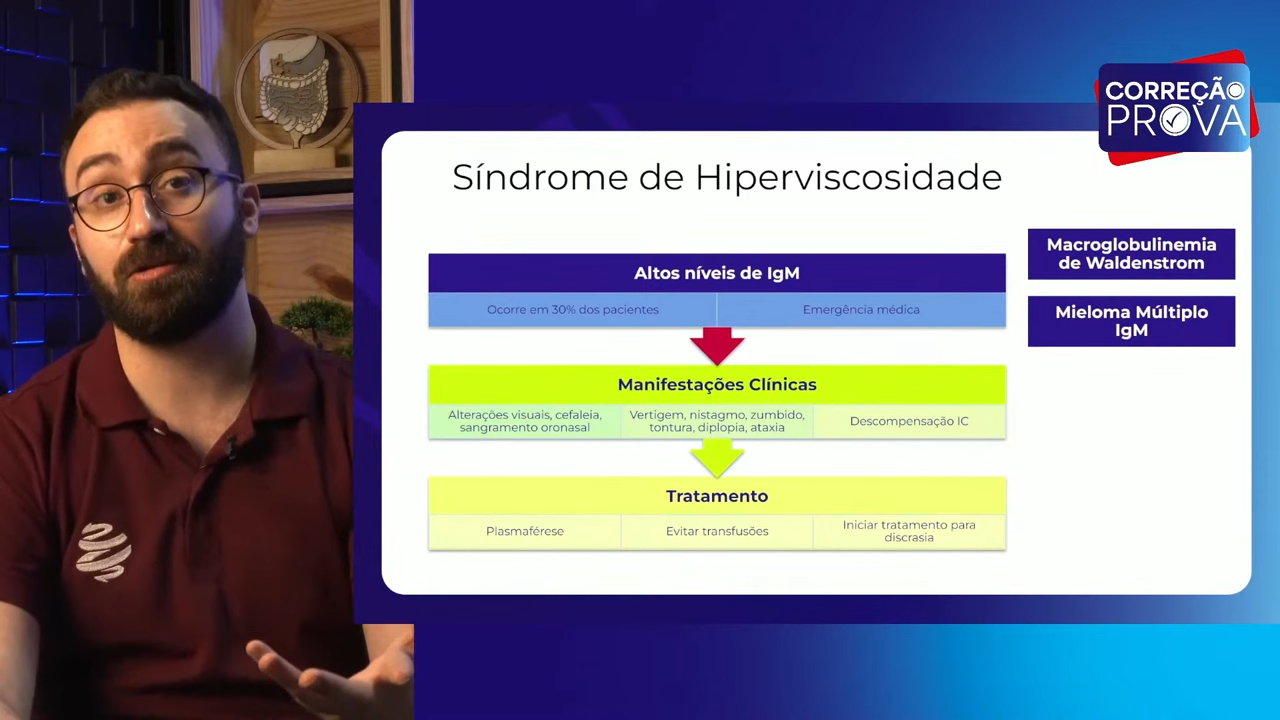 CORREÇÃO
PROVA
Síndrome de Hiperviscosidade
Macroglobulinemia
de Waldenstrom
Mieloma Múltiplo
IgM
Altos níveis de IgM
Ocorre em 30% dos pacientes
Emergência médica
Manifestações Clínicas
Alterações visuais, cefaleia,
sangramento oronasal
Vertigem, nistagmo, zumbido,
tontura, diplopia, ataxia
Descompensação IC
Tratamento
Plasmaférese
Evitar transfusões
Iniciar tratamento para
discrasia